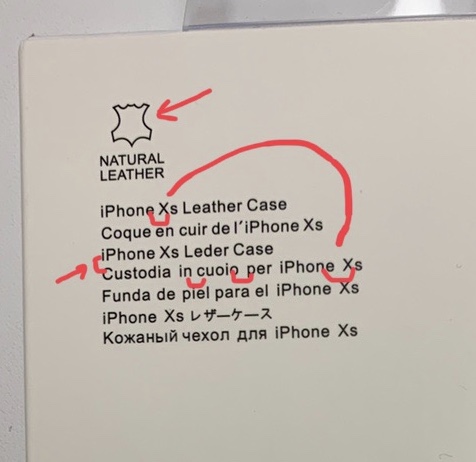 NATURAL
LEATHER
iPhone Xs Leather Case
Coque en cuir de l'iPhone Xs
iPhone Xs Leder Case
Custodia in cuoio per iPhone Xs
Funda de piel para el iPhone Xs
iPhone Xs レザーケース
Кожаный чехол для iPhone Xs